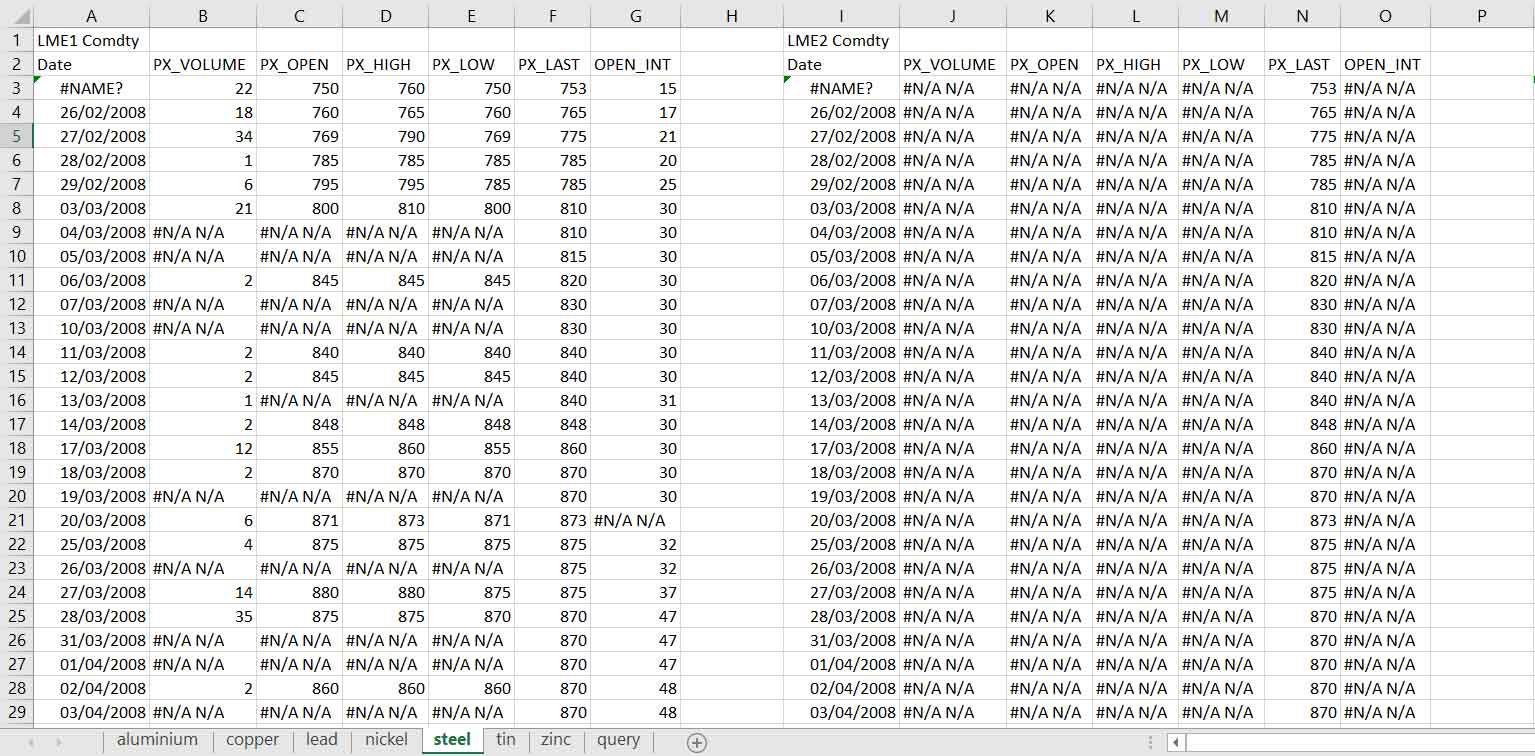 A B C D E F G H I J K L M N O P
1 LME1 Comdty LME2 Comdty
2 Date PX_VOLUME PX_OPEN PX_HIGH PX_LOW PX_LAST OPEN_INT Date PX_VOLUME PX_OPEN PX_HIGH PX_LOW PX_LAST OPEN_INT
3 #NAME? 22 750 760 750 753 15 #NAME? #N/A N/A #N/A N/A #N/A N/A #N/A N/A 753 #N/A N/A
4 26/02/2008 18 760 765 760 765 17 26/02/2008 #N/A N/A #N/A N/A #N/A N/A #N/A N/A 765 #N/A N/A
5 27/02/2008 34 769 790 769 775 21 27/02/2008 #N/A N/A #N/A N/A #N/A N/A #N/A N/A 775 #N/A N/A
6 28/02/2008 1 785 785 785 785 20 28/02/2008 #N/A N/A #N/A N/A #N/A N/A #N/A N/A 785 #N/A N/A
7 29/02/2008 6 795 795 785 785 25 29/02/2008 #N/A N/A #N/A N/A #N/A N/A #N/A N/A 785 #N/A N/A
8 03/03/2008 21 800 810 800 810 30 03/03/2008 #N/A N/A #N/A N/A #N/A N/A #N/A N/A 810 #N/A N/A
9 04/03/2008 #N/A N/A #N/A N/A #N/A N/A #N/A N/A 810 30 04/03/2008 #N/A N/A #N/A N/A #N/A N/A #N/A N/A 810 #N/A N/A
10 05/03/2008 #N/A N/A #N/A N/A #N/A N/A #N/A N/A 815 30 05/03/2008 #N/A N/A #N/A N/A #N/A N/A #N/A N/A 815 #N/A N/A
11 06/03/2008 2 845 845 845 820 30 06/03/2008 #N/A N/A #N/A N/A #N/A N/A #N/A N/A 820 #N/A N/A
12 07/03/2008 #N/A N/A #N/A N/A #N/A N/A #N/A N/A 830 30 07/03/2008 #N/A N/A #N/A N/A #N/A N/A #N/A N/A 830 #N/A N/A
13 10/03/2008 #N/A N/A #N/A N/A #N/A N/A #N/A N/A 830 30 10/03/2008 #N/A N/A #N/A N/A #N/A N/A #N/A N/A 830 #N/A N/A
14 11/03/2008 2 840 840 840 840 30 11/03/2008 #N/A N/A #N/A N/A #N/A N/A #N/A N/A 840 #N/A N/A
15 12/03/2008 2 845 845 845 840 30 12/03/2008 #N/A N/A #N/A N/A #N/A N/A #N/A N/A 840 #N/A N/A
16 13/03/2008 1 #N/A N/A #N/A N/A #N/A N/A 840 31 13/03/2008 #N/A N/A #N/A N/A #N/A N/A #N/A N/A 840 #N/A N/A
17 14/03/2008 2 848 848 848 848 30 14/03/2008 #N/A N/A #N/A N/A #N/A N/A #N/A N/A 848 #N/A N/A
18 17/03/2008 12 855 860 855 860 30 17/03/2008 #N/A N/A #N/A N/A #N/A N/A #N/A N/A 860 #N/A N/A
19 18/03/2008 2 870 870 870 870 30 18/03/2008 #N/A N/A #N/A N/A #N/A N/A #N/A N/A 870 #N/A N/A
20 19/03/2008 #N/A N/A #N/A N/A #N/A N/A #N/A N/A 870 30 19/03/2008 #N/A N/A #N/A N/A #N/A N/A #N/A N/A 870 #N/A N/A
21 20/03/2008 6 871 873 871 873 #N/A N/A 20/03/2008 #N/A N/A #N/A N/A #N/A N/A #N/A N/A 873 #N/A N/A
22 25/03/2008 4 875 875 875 875 32 25/03/2008 #N/A N/A #N/A N/A #N/A N/A #N/A N/A 875 #N/A N/A
23 26/03/2008 #N/A N/A #N/A N/A #N/A N/A #N/A N/A 875 32 26/03/2008 #N/A N/A #N/A N/A #N/A N/A #N/A N/A 875 #N/A N/A
24 27/03/2008 14 880 880 875 875 37 27/03/2008 #N/A N/A #N/A N/A #N/A N/A #N/A N/A 875 #N/A N/A
25 28/03/2008 35 875 875 870 870 47 28/03/2008 #N/A N/A #N/A N/A #N/A N/A #N/A N/A 870 #N/A N/A
26 31/03/2008 #N/A N/A #N/A N/A #N/A N/A #N/A N/A 870 47 31/03/2008 #N/A N/A #N/A N/A #N/A N/A #N/A N/A 870 #N/A N/A
27 01/04/2008 #N/A N/A #N/A N/A #N/A N/A #N/A N/A 870 47 01/04/2008 #N/A N/A #N/A N/A #N/A N/A #N/A N/A 870 #N/A N/A
28 02/04/2008 2 860 860 860 870 48 02/04/2008 #N/A N/A #N/A N/A #N/A N/A #N/A N/A 870 #N/A N/A
29 03/04/2008 #N/A N/A #N/A N/A #N/A N/A #N/A N/A 870 48 03/04/2008 #N/A N/A #N/A N/A #N/A N/A #N/A N/A 870 #N/A N/A
aluminium copper lead nickel steel tin zinc query